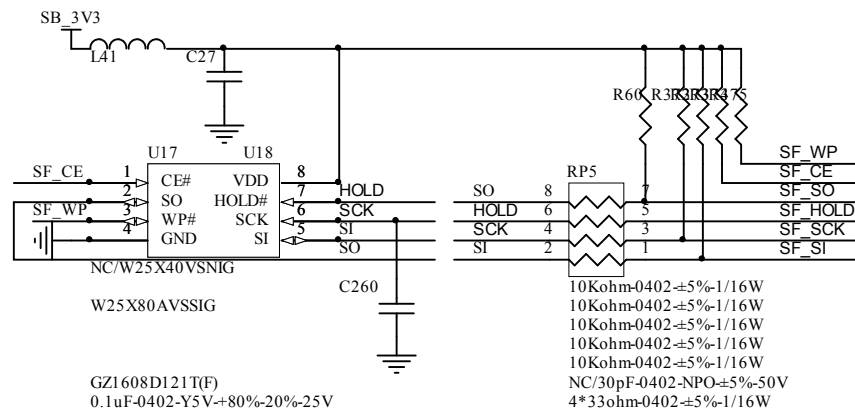 SB_3V3
L41
C27
R60
U17 U18
SF_CE 1 CE# VDD 8
2 SO HOLD# 7 HOLD
SF_WP 3 WP# SCK 6 SCK
4 GND SI 5 SI
SO
NC/W25X40VSNIG
W25X80AVSSIG
C260
GZ1608D121T(F)
0.1uF-0402-Y5V-+80%-20%-25V
RP5
SF_WP
SF_CE
SO 8 7 SF_SO
HOLD 6 5 SF_HOLD
SCK 4 3 SF_SCK
SI 2 1 SF_SI
10Kohm-0402-±5%-1/16W
10Kohm-0402-±5%-1/16W
10Kohm-0402-±5%-1/16W
10Kohm-0402-±5%-1/16W
10Kohm-0402-±5%-1/16W
NC/30pF-0402-NPO-±5%-50V
4*33ohm-0402-±5%-1/16W